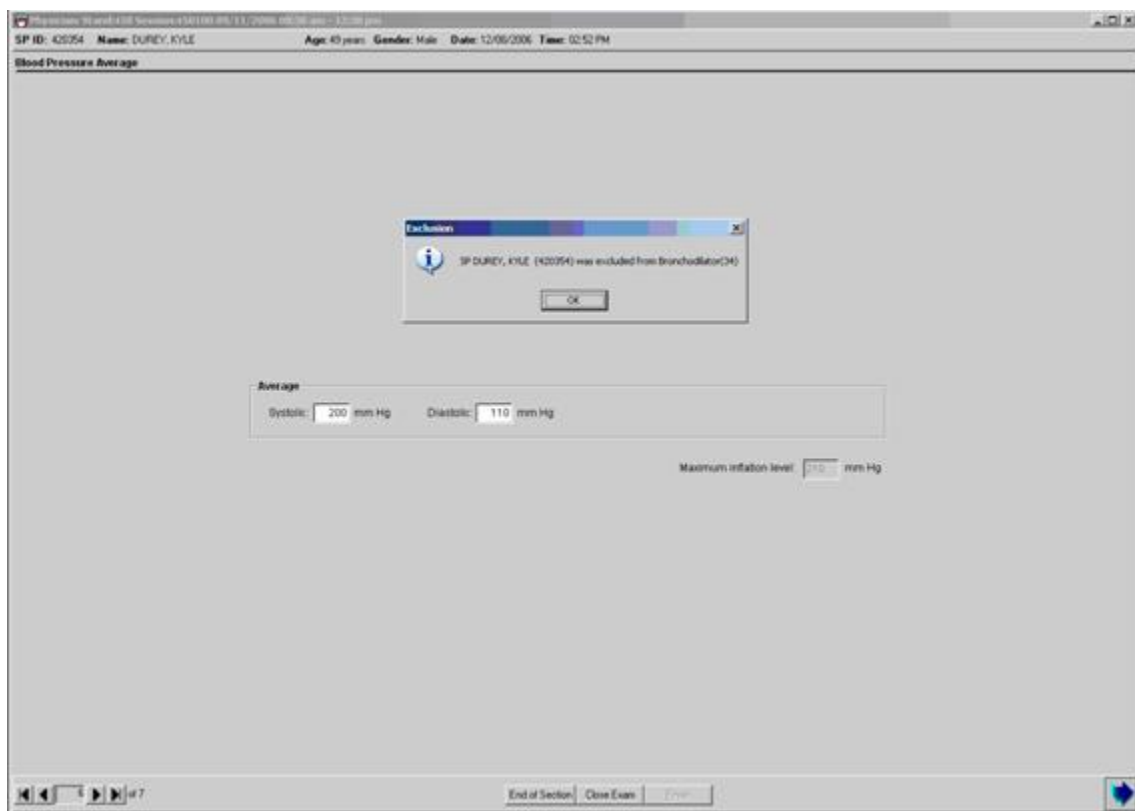 SP ID: 420354 Name: DUREY, KYLE Age: 49 years Gender: Male Date: 12/08/2006 Time: 02:52 PM
Blood Pressure Average
Exclusion
SP DUREY, KYLE (420354) was excluded from Bronchodilator(34)
OK
Average
Systolic: 200 mm Hg Diastolic: 110 mm Hg
Maximum inflation level: mm Hg
6 of 7
End of Section Close Exam